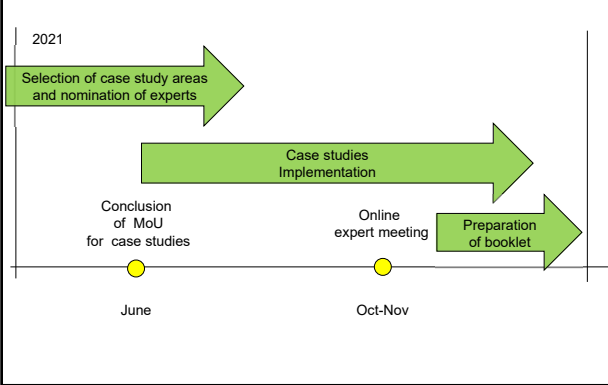 2021
Selection of case study areas
and nomination of experts
Case studies
Implementation
Conclusion
of MoU
for case studies
Online
expert meeting
Preparation
of booklet
June
Oct-Nov